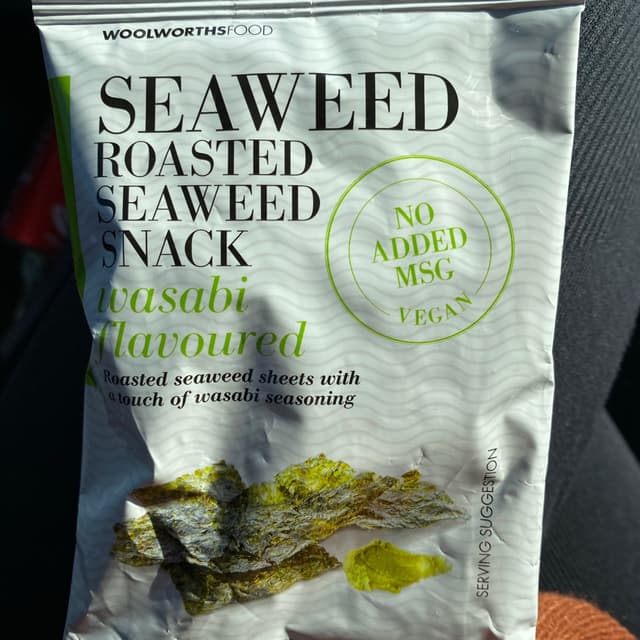 WOOLWORTHSFOOD
SEAWEED
ROASTED
SEAWEED
SNACK
wasabi
flavoured
Roasted seaweed sheets with
a touch of wasabi seasoning
NO
ADDED
MSG
VEGAN
SERVING SUGGESTION